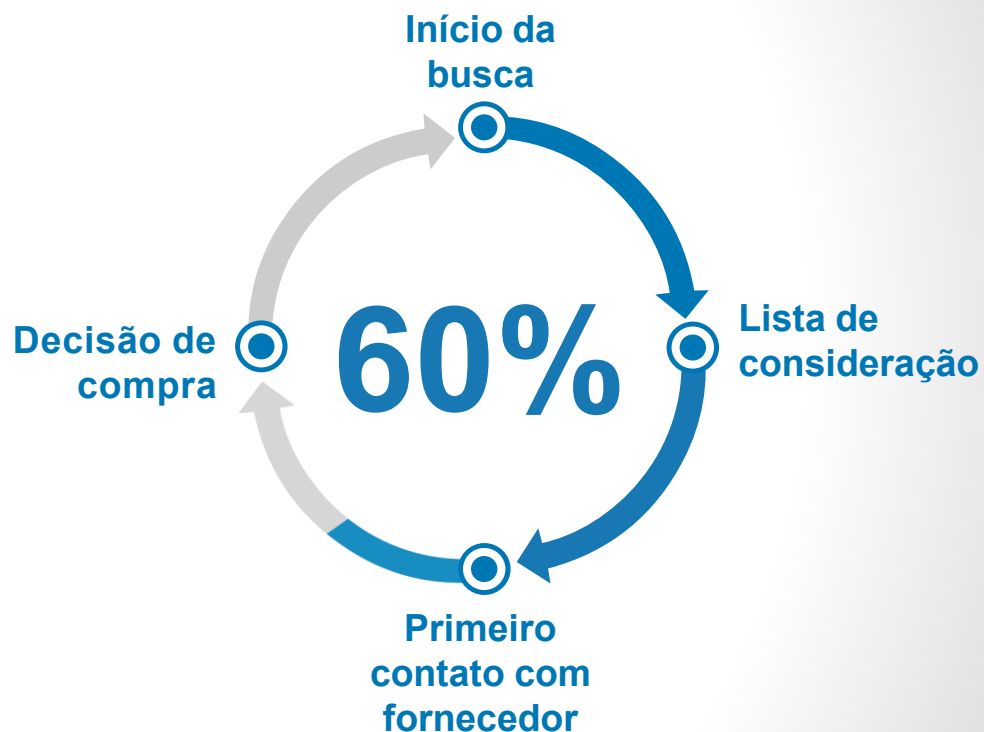 Início da
busca
60%
Lista de
consideração
Decisão de
compra
Primeiro
contato com
fornecedor